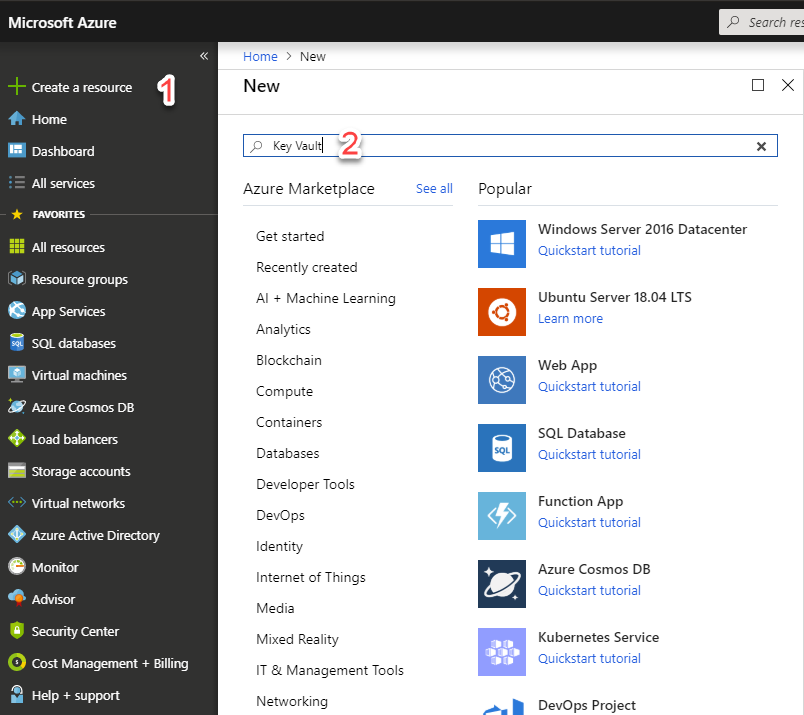 Microsoft Azure
Search res
«
Create a resource
1
Home
Dashboard
All services
FAVORITES
All resources
Resource groups
App Services
SQL databases
Virtual machines
Azure Cosmos DB
Load balancers
Storage accounts
Virtual networks
Azure Active Directory
Monitor
Advisor
Security Center
Cost Management + Billing
Help + support
Home > New
New
Key Vault
2
Azure Marketplace
See all
Get started
Recently created
AI + Machine Learning
Analytics
Blockchain
Compute
Containers
Databases
Developer Tools
DevOps
Identity
Internet of Things
Media
Mixed Reality
IT & Management Tools
Networking
Popular
Windows Server 2016 Datacenter
Quickstart tutorial
Ubuntu Server 18.04 LTS
Learn more
Web App
Quickstart tutorial
SQL
SQL Database
Quickstart tutorial
Function App
Quickstart tutorial
Azure Cosmos DB
Quickstart tutorial
Kubernetes Service
Quickstart tutorial
DevOps Project